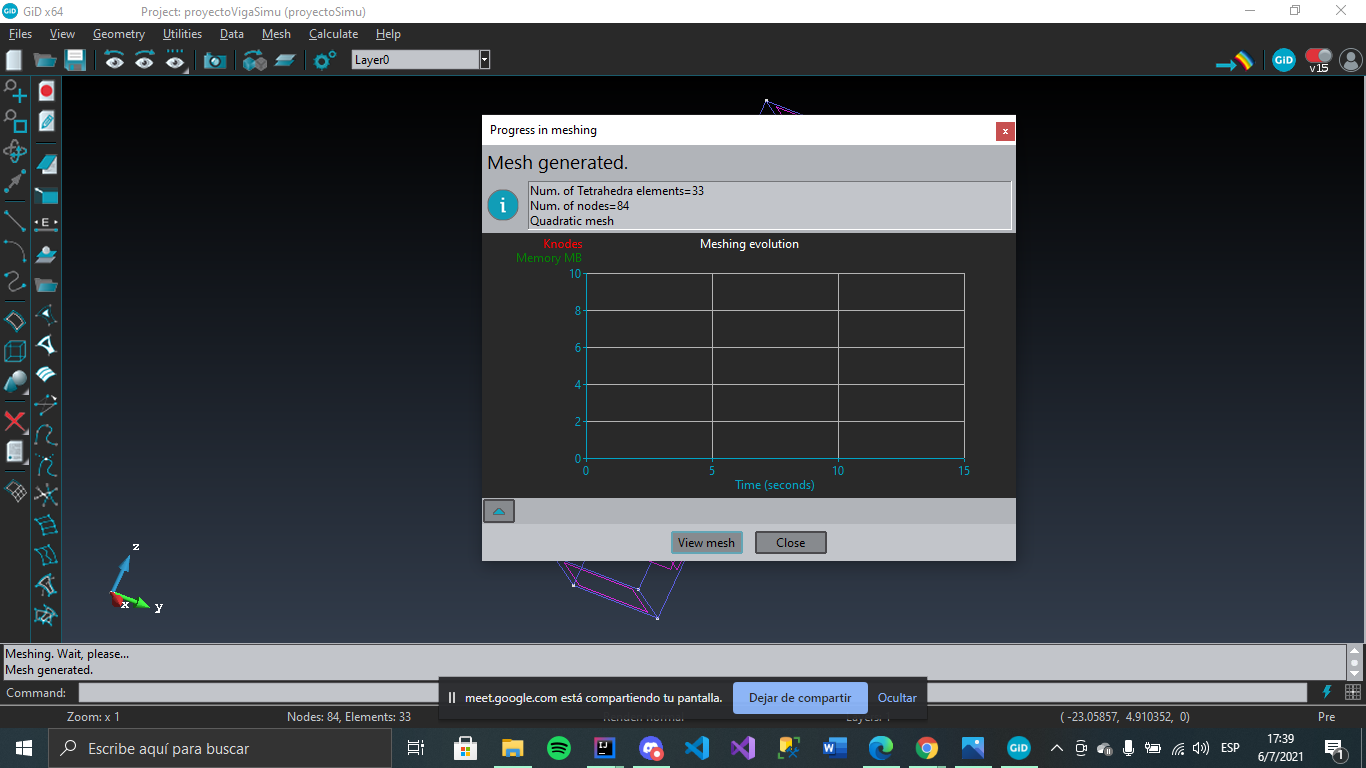 GiD x64 Project: proyectoVigaSimu (proyectoSimu)
Files View Geometry Utilities Data Mesh Calculate Help
Layer0
GiD
v15
Progress in meshing
x
Mesh generated.
i
Num. of Tetrahedra elements=33
Num. of nodes=84
Quadratic mesh
Knodes
Memory MB
Meshing evolution
10
8
6
4
2
0
0 5 10 15
Time (seconds)
View mesh Close
E
z
x
y
Meshing. Wait, please...
Mesh generated.
Command:
meet.google.com está compartiendo tu pantalla. Dejar de compartir Ocultar
Zoom: x 1 Nodes: 84, Elements: 33 ( -23.05857, 4.910352, 0) Pre
Escribe aquí para buscar
IJ
W
GiD
ESP
17:39
6/7/2021
1